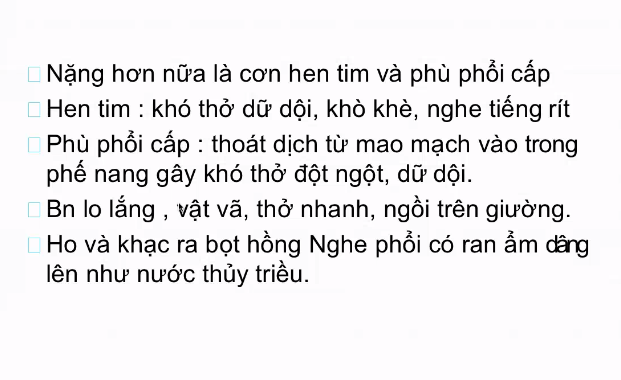 Nặng hơn nữa là cơn hen tim và phù phổi cấp
Hen tim : khó thở dữ dội, khò khè, nghe tiếng rít
Phù phổi cấp : thoát dịch từ mao mạch vào trong
phế nang gây khó thở đột ngột, dữ dội.
Bn lo lắng , vật vã, thở nhanh, ngồi trên giường.
Ho và khạc ra bọt hồng Nghe phổi có ran ẩm dâng
lên như nước thủy triều.